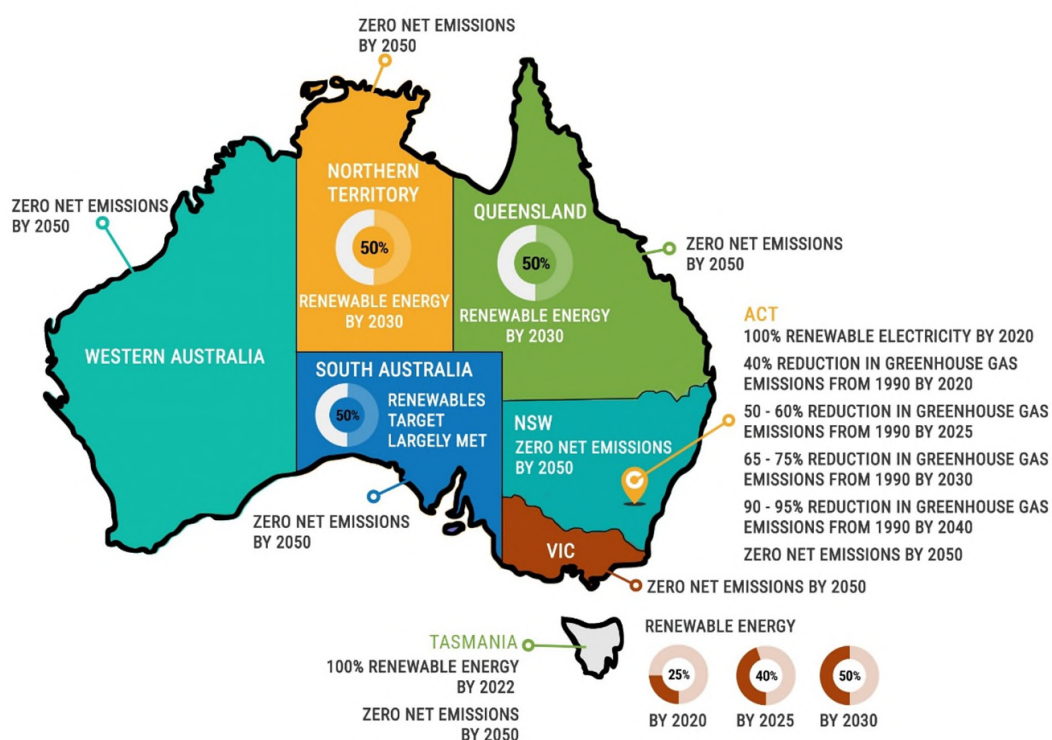 ZERO NET EMISSIONS
BY 2050
NORTHERN
TERRITORY
50%
RENEWABLE ENERGY
BY 2030
ZERO NET EMISSIONS
BY 2050
QUEENSLAND
50%
RENEWABLE ENERGY
BY 2030
ZERO NET EMISSIONS
BY 2050
WESTERN AUSTRALIA
SOUTH AUSTRALIA
50%
RENEWABLES
TARGET
LARGELY MET
ZERO NET EMISSIONS
BY 2050
NSW
ZERO NET EMISSIONS
BY 2050
ACT
100% RENEWABLE ELECTRICITY BY 2020
40% REDUCTION IN GREENHOUSE GAS
EMISSIONS FROM 1990 BY 2020
50 - 60% REDUCTION IN GREENHOUSE GAS
EMISSIONS FROM 1990 BY 2025
65 - 75% REDUCTION IN GREENHOUSE GAS
EMISSIONS FROM 1990 BY 2030
90 - 95% REDUCTION IN GREENHOUSE GAS
EMISSIONS FROM 1990 BY 2040
ZERO NET EMISSIONS BY 2050
VIC
ZERO NET EMISSIONS BY 2050
RENEWABLE ENERGY
25%
40%
50%
BY 2020
BY 2025
BY 2030
TASMANIA
100% RENEWABLE ENERGY
BY 2022
ZERO NET EMISSIONS
BY 2050